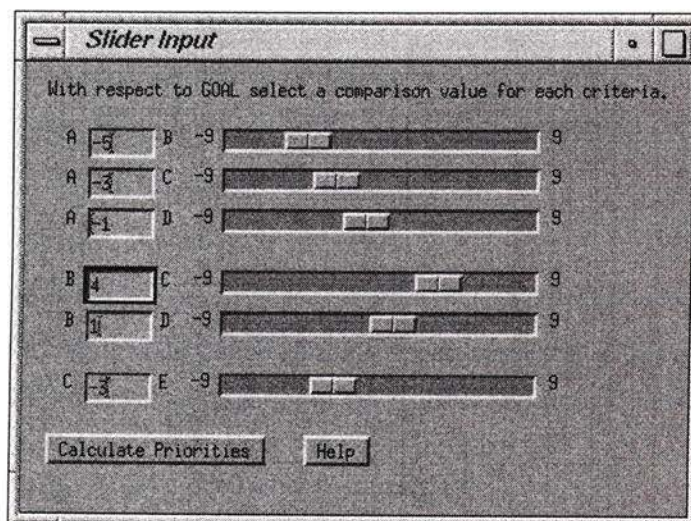 Slider Input
With respect to GOAL select a comparison value for each criteria.
A -5 B -9 9
A -3 C -9 9
A -1 D -9 9
B 4 C -9 9
B 1 D -9 9
C -3 E -9 9
Calculate Priorities Help